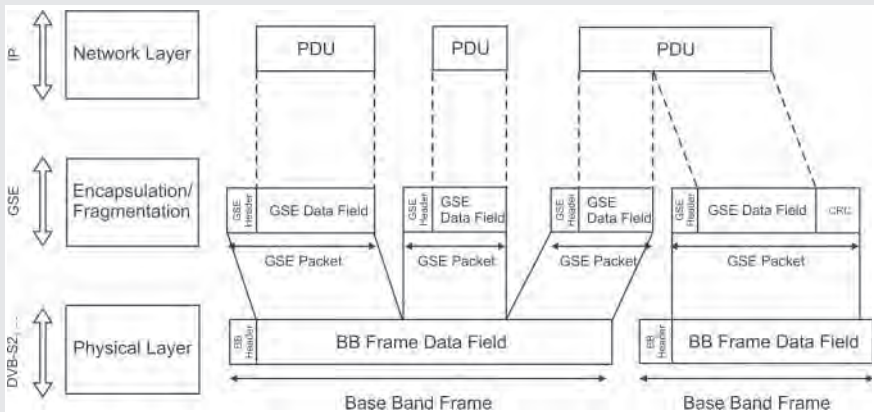 IP
Network Layer
PDU
PDU
PDU
GSE
Encapsulation/
Fragmentation
GSE
Header
GSE Data Field
GSE
Header
GSE
Data Field
GSE
Header
GSE
Data Field
GSE
Header
GSE Data Field
CRC
GSE Packet
GSE Packet
GSE Packet
GSE Packet
DVB-S2, ...
Physical Layer
BB
Header
BB Frame Data Field
BB
Header
BB Frame Data Field
Base Band Frame
Base Band Frame